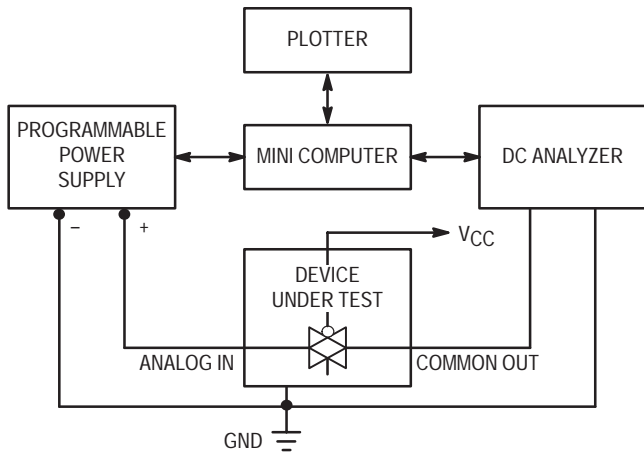 PLOTTER
PROGRAMMABLE
POWER
SUPPLY
MINI COMPUTER
DC ANALYZER
– +
VCC
DEVICE
UNDER TEST
ANALOG IN
COMMON OUT
GND